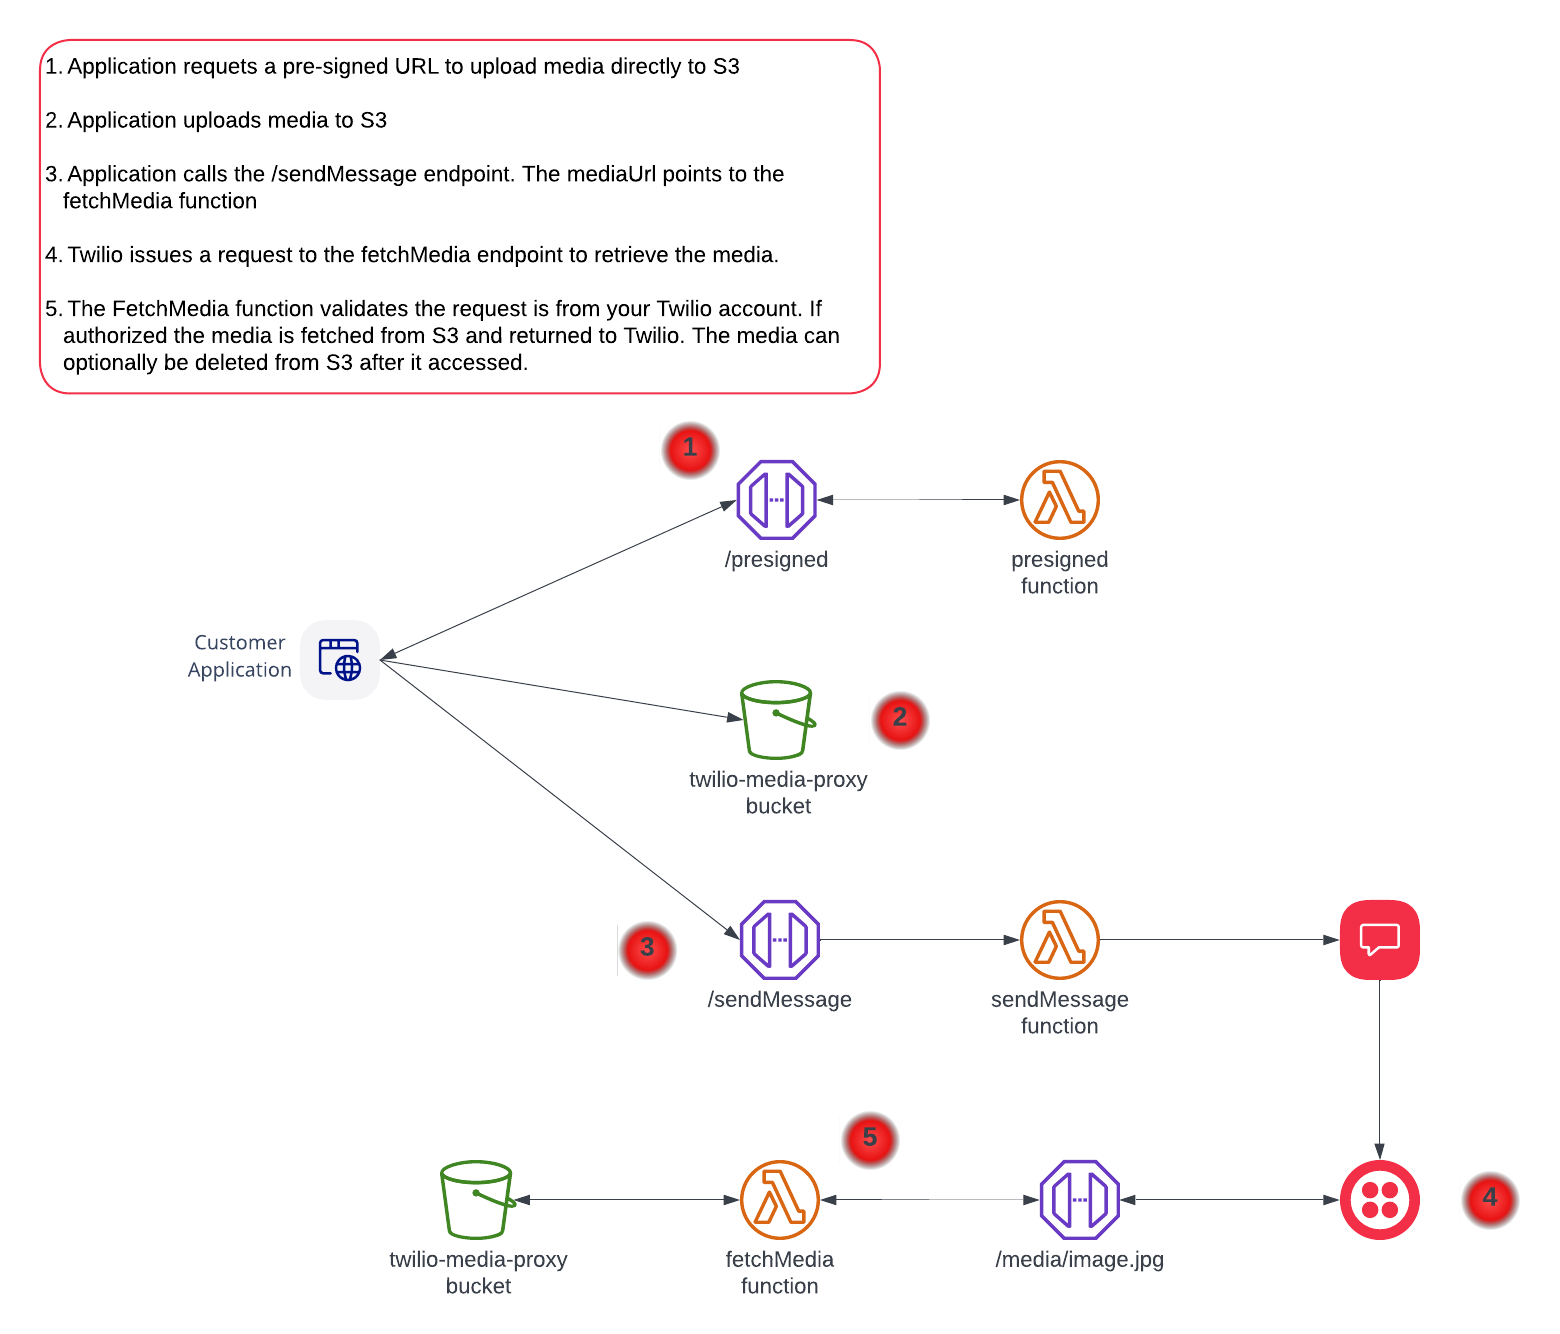 1. Application requets a pre-signed URL to upload media directly to S3
2. Application uploads media to S3
3. Application calls the /sendMessage endpoint. The mediaUrl points to the
fetchMedia function
4. Twilio issues a request to the fetchMedia endpoint to retrieve the media.
5. The FetchMedia function validates the request is from your Twilio account. If
authorized the media is fetched from S3 and returned to Twilio. The media can
optionally be deleted from S3 after it accessed.
1
/presigned
presigned
function
Customer
Application
2
twilio-media-proxy
bucket
3
/sendMessage
sendMessage
function
5
4
twilio-media-proxy
bucket
fetchMedia
function
/media/image.jpg